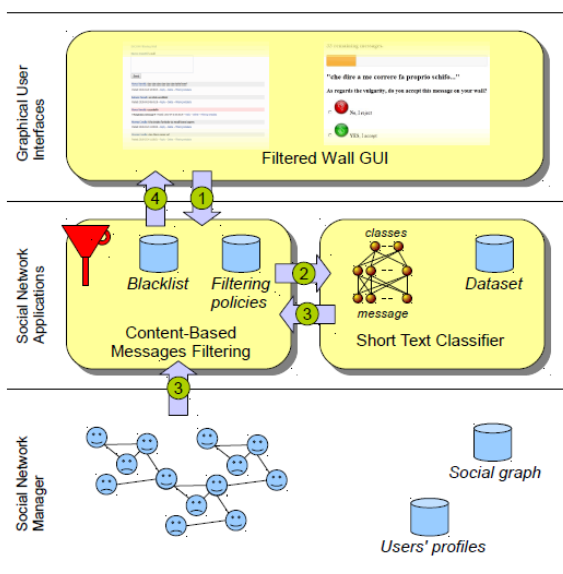 Graphical User
Interfaces
"che dire a me correre fa proprio schifo..."
As regards the vulgarity, do you accept this message on your wall?
No, I reject
YES, I accept
Filtered Wall GUI
4
1
Social Network
Applications
Blacklist
Filtering
policies
Content-Based
Messages Filtering
2
3
classes
message
Dataset
Short Text Classifier
3
Social Network
Manager
Social graph
Users' profiles